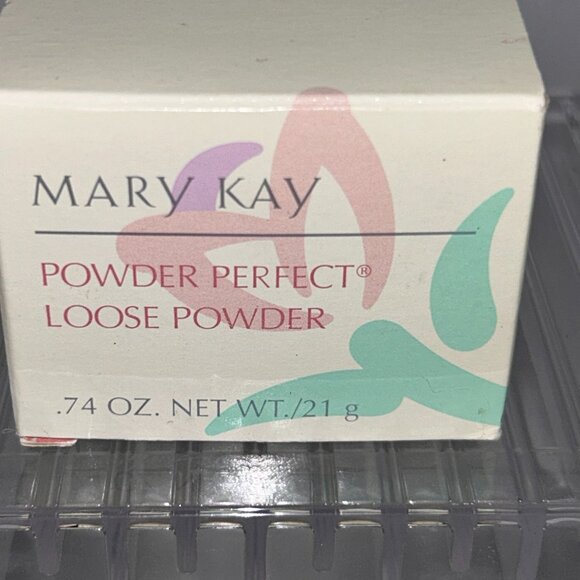 MARY KAY
POWDER PERFECT®
LOOSE POWDER
.74 OZ. NET WT./21 g